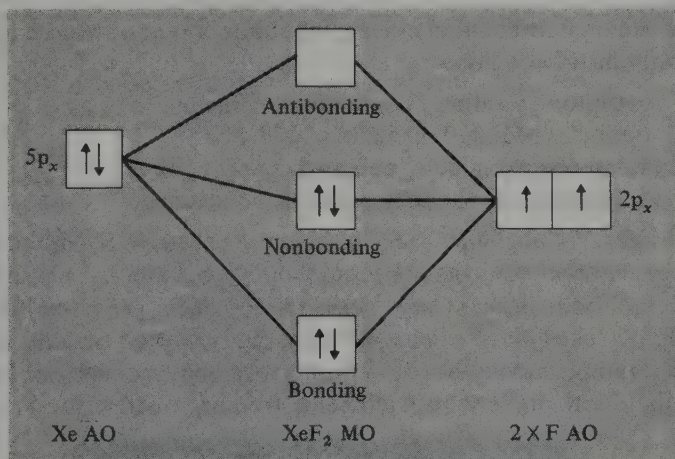 Antibonding
5pₓ ↑↓
↑↓ ↑ ↑ 2pₓ
Nonbonding
↑↓
Bonding
Xe AO XeF₂ MO 2 × F AO